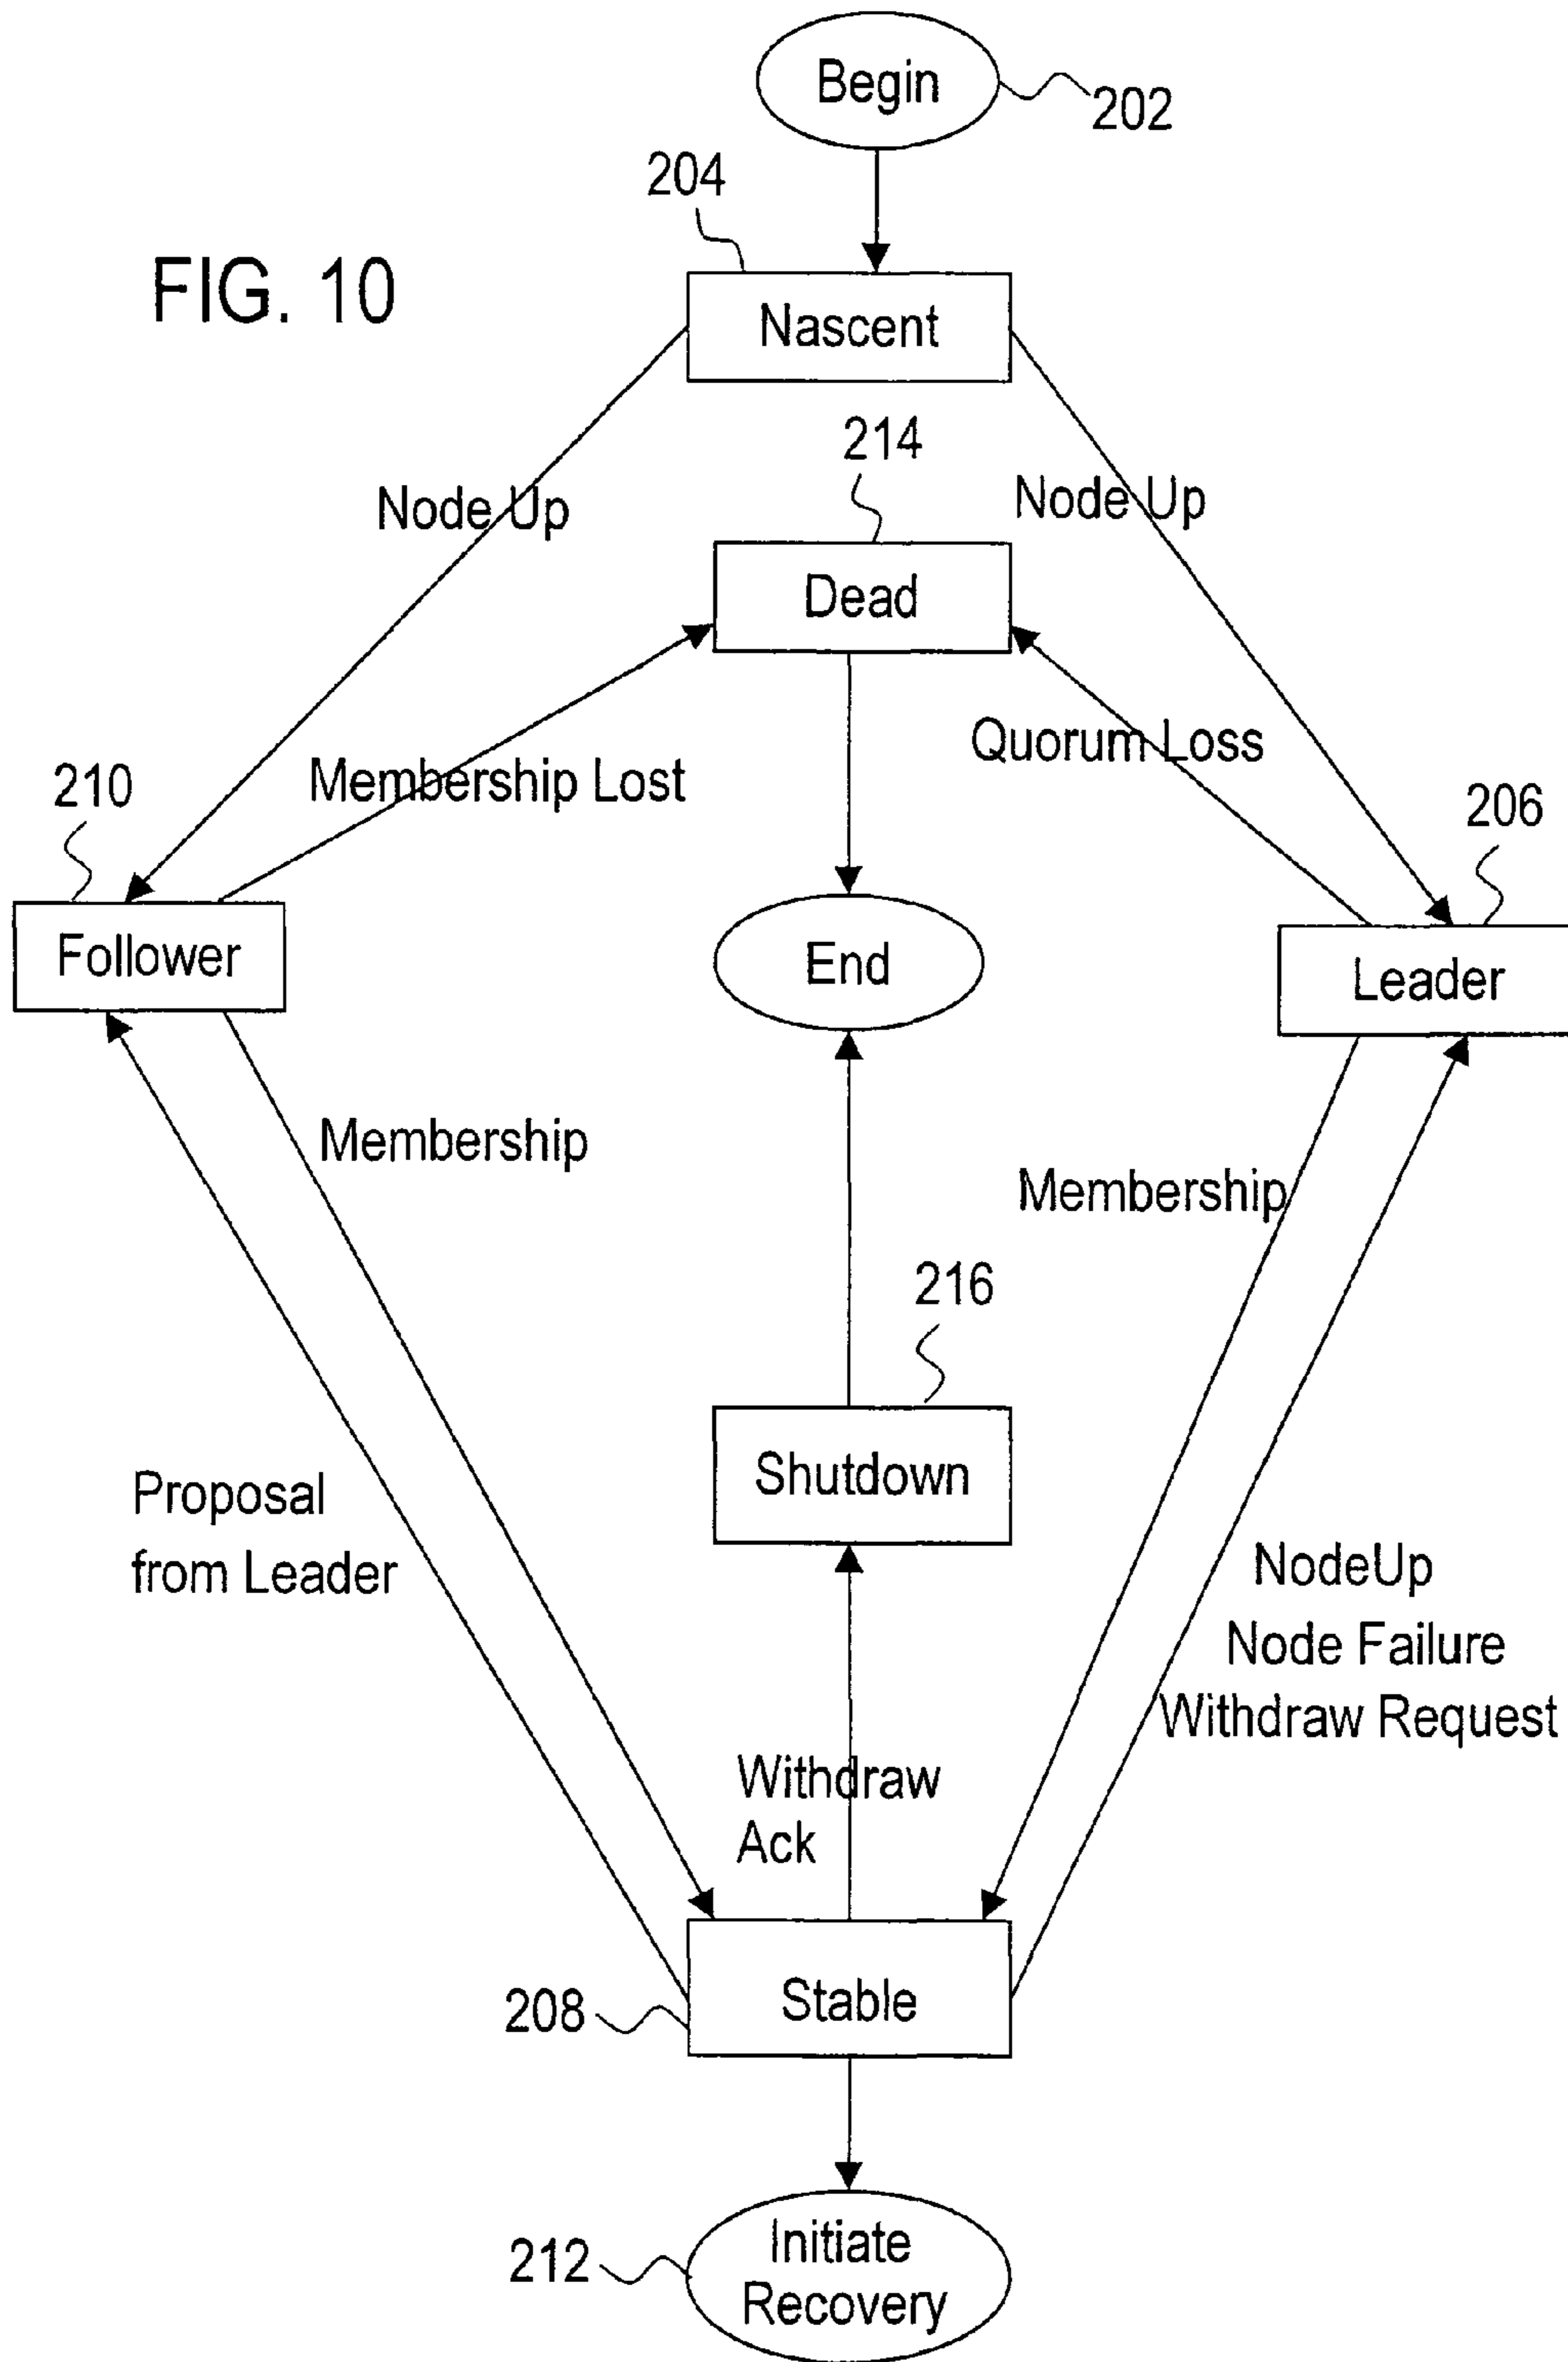 Begin
202
204
FIG. 10
Nascent
214
Node Up
Node Up
Dead
Quorum Loss
Membership Lost
210
206
Follower
End
Leader
Membership
Membership
216
Shutdown
Proposal
from Leader
NodeUp
Node Failure
Withdraw Request
Withdraw
Ack
Stable
208
Initiate
Recovery
212